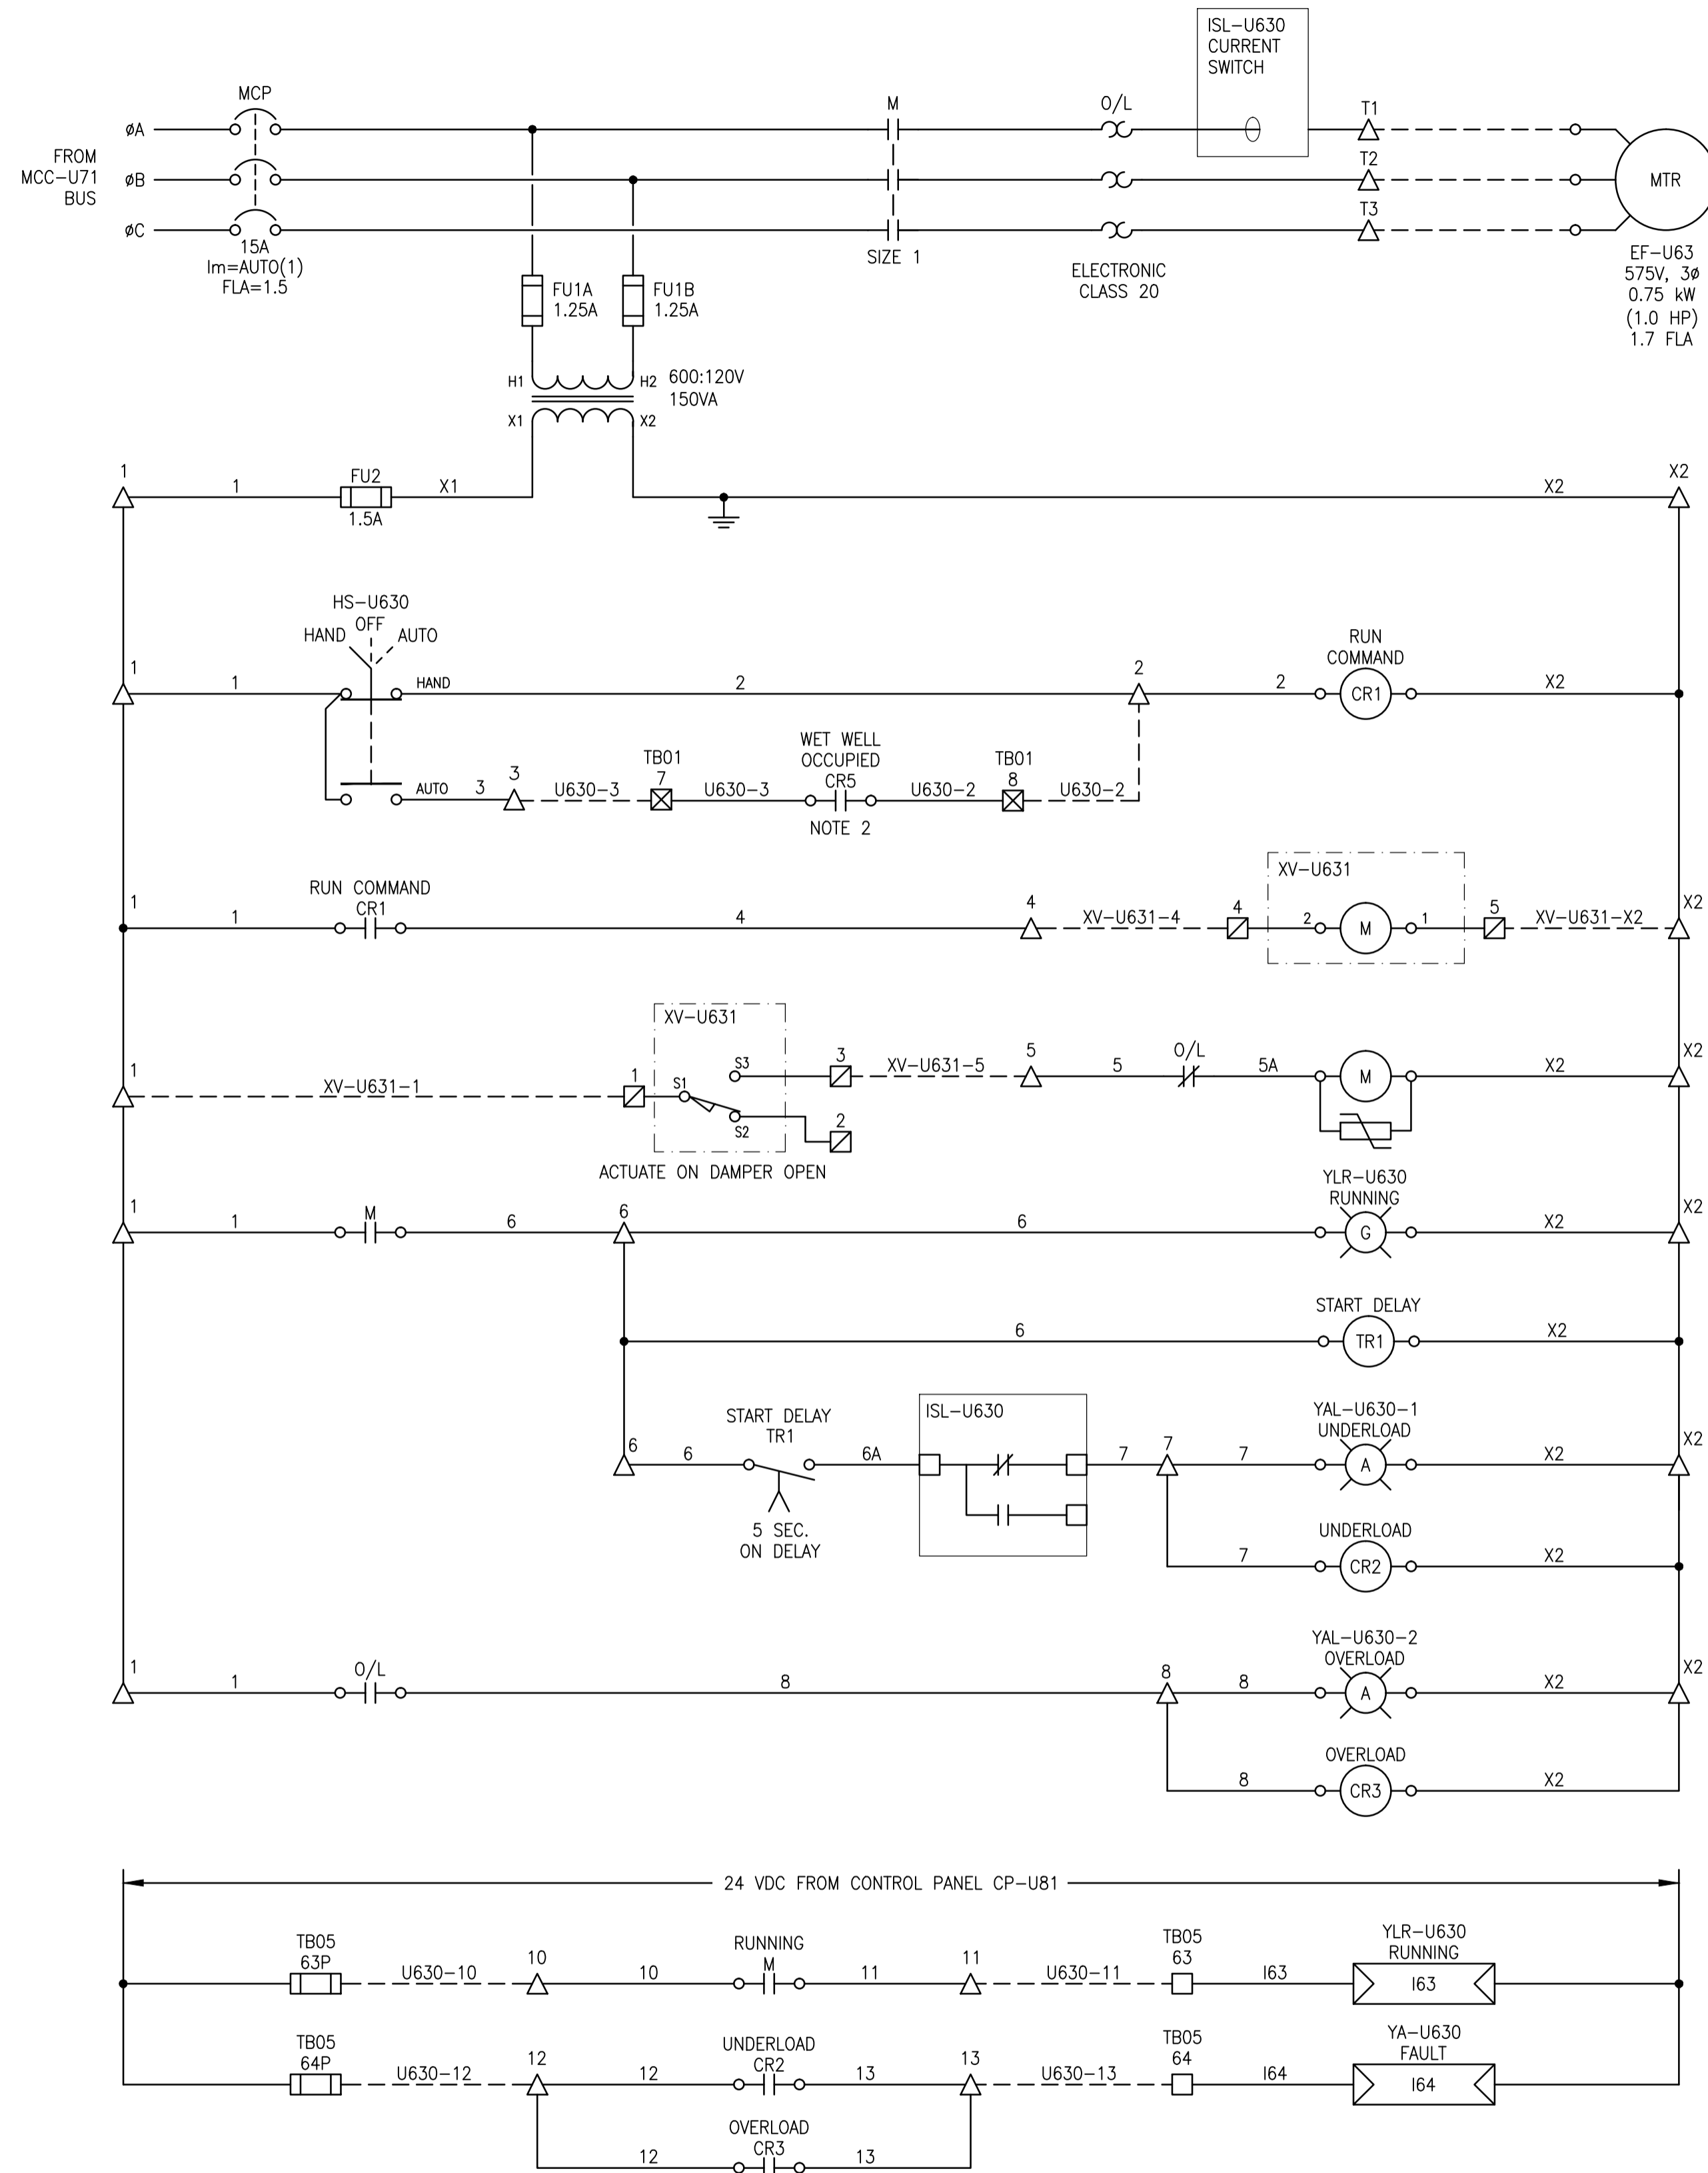 ISL-U630
CURRENT
SWITCH
MCP
M
O/L
T1
FROM
MCC-U71
BUS
øA
øB
øC
T2
T3
MTR
15A
Im=AUTO(1)
FLA=1.5
SIZE 1
ELECTRONIC
CLASS 20
EF-U63
575V, 3ø
0.75 kW
(1.0 HP)
1.7 FLA
FU1A
1.25A
FU1B
1.25A
H1
H2
600:120V
150VA
X1
X2
1
1
FU2
1.5A
X1
X2
X2
HS-U630
OFF
HAND
AUTO
1
1
HAND
2
2
2
RUN
COMMAND
CR1
X2
AUTO
3
3
U630-3
TB01
7
U630-3
WET WELL
OCCUPIED
CR5
NOTE 2
U630-2
TB01
8
U630-2
1
1
RUN COMMAND
CR1
4
4
XV-U631-4
4
XV-U631
2
M
1
5
XV-U631-X2
X2
1
XV-U631-1
1
XV-U631
S1
S3
S2
3
2
ACTUATE ON DAMPER OPEN
XV-U631-5
5
5
O/L
5A
M
X2
X2
1
1
M
6
6
6
YLR-U630
RUNNING
G
X2
X2
6
START DELAY
TR1
X2
6
6
START DELAY
TR1
5 SEC.
ON DELAY
6A
ISL-U630
7
7
7
YAL-U630-1
UNDERLOAD
A
X2
X2
7
UNDERLOAD
CR2
X2
1
1
O/L
8
8
8
YAL-U630-2
OVERLOAD
A
X2
X2
8
OVERLOAD
CR3
X2
24 VDC FROM CONTROL PANEL CP-U81
TB05
63P
U630-10
10
10
RUNNING
M
11
11
U630-11
TB05
63
I63
YLR-U630
RUNNING
I63
TB05
64P
U630-12
12
12
UNDERLOAD
CR2
13
13
U630-13
TB05
64
I64
YA-U630
FAULT
I64
12
OVERLOAD
CR3
13